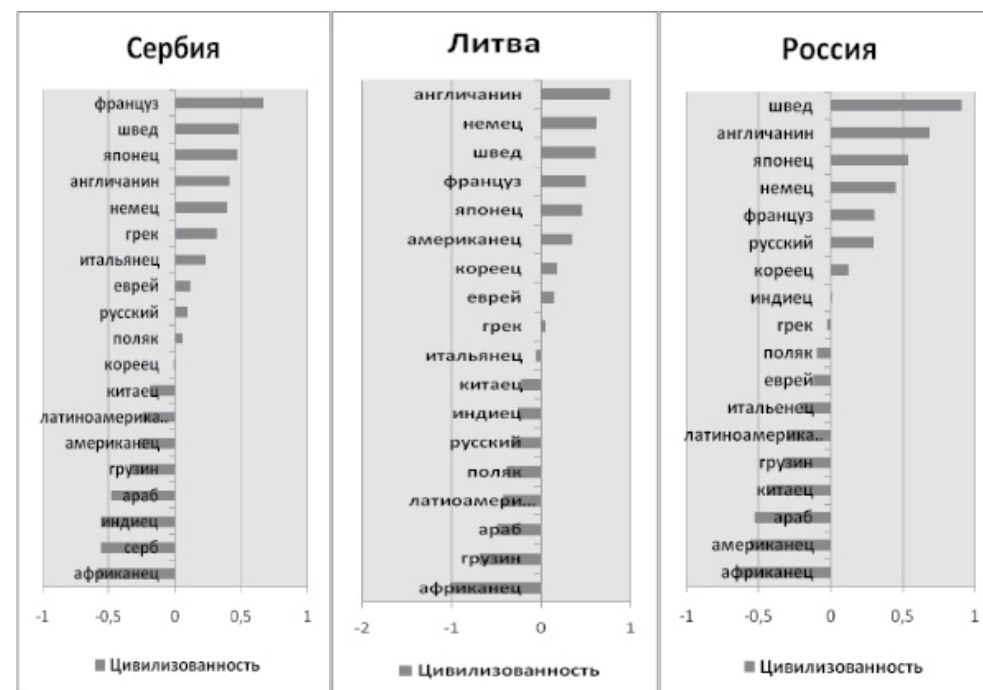 Сербия
француз
швед
японец
англичанин
немец
грек
итальянец
еврей
русский
поляк
кореец
китаец
латиноамерика..
американец
грузин
араб
индиец
серб
африканец
-1 -0,5 0 0,5 1
Цивилизованность
Литва
англичанин
немец
швед
француз
японец
американец
кореец
еврей
грек
итальянец
китаец
индиец
русский
поляк
латиоамери...
араб
грузин
африканец
-2 -1 0 1
Цивилизованность
Россия
швед
англичанин
японец
немец
француз
русский
кореец
индиец
грек
поляк
еврей
итальенец
латиноамерика..
грузин
китаец
араб
американец
африканец
-1 -0,5 0 0,5 1
Цивилизованность